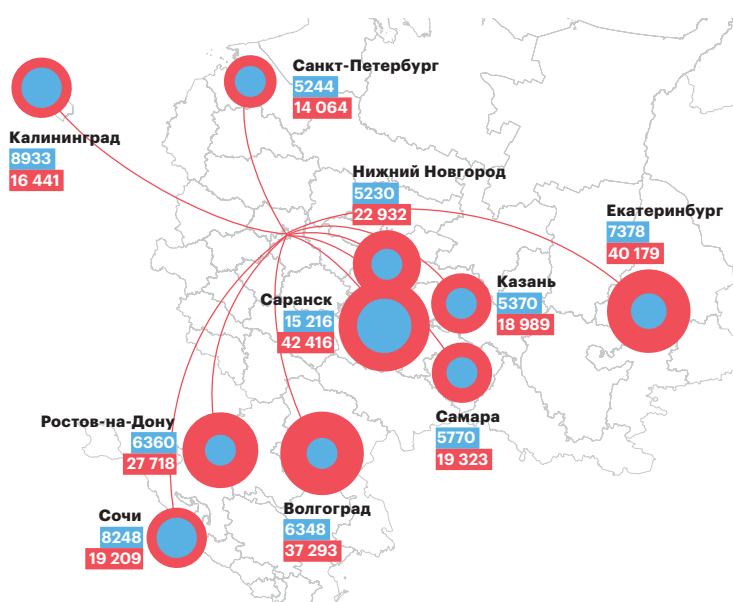 Санкт-Петербург
5244
14 064
Калининград
8933
16 441
Нижний Новгород
5230
22 932
Екатеринбург
7378
40 179
Казань
5370
18 989
Саранск
15 216
42 416
Самара
5770
19 323
Ростов-на-Дону
6360
27 718
Волгоград
6348
37 293
Сочи
8248
19 209